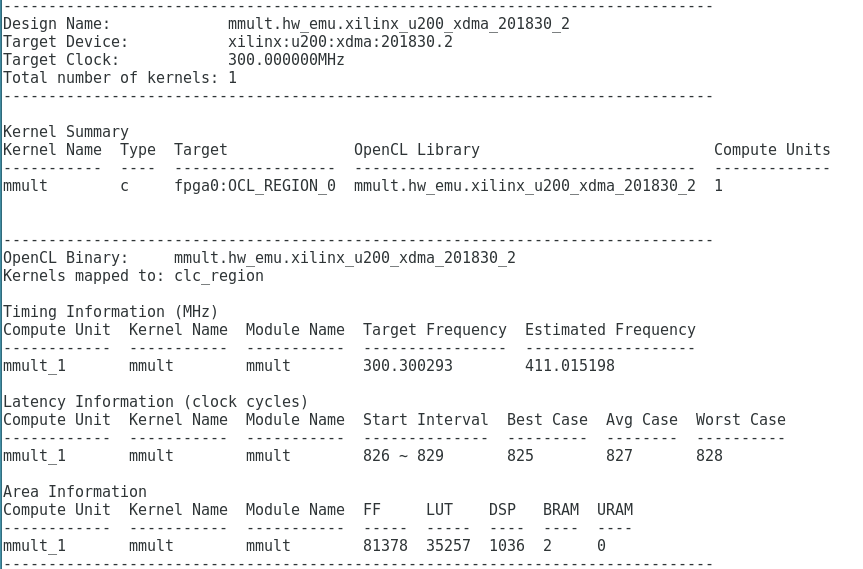 -------------------------------------------------------------------------------
Design Name:             mmult.hw_emu.xilinx_u200_xdma_201830_2
Target Device:           xilinx:u200:xdma:201830.2
Target Clock:            300.000000MHz
Total number of kernels: 1
-------------------------------------------------------------------------------

Kernel Summary
Kernel Name  Type  Target              OpenCL Library                          Compute Units
-----------  ----  ------------------  --------------------------------------  -------------
mmult        c     fpga0:OCL_REGION_0  mmult.hw_emu.xilinx_u200_xdma_201830_2  1


-------------------------------------------------------------------------------
OpenCL Binary:     mmult.hw_emu.xilinx_u200_xdma_201830_2
Kernels mapped to: clc_region

Timing Information (MHz)
Compute Unit  Kernel Name  Module Name  Target Frequency  Estimated Frequency
------------  -----------  -----------  ----------------  -------------------
mmult_1       mmult        mmult        300.300293        411.015198

Latency Information (clock cycles)
Compute Unit  Kernel Name  Module Name  Start Interval  Best Case  Avg Case  Worst Case
------------  -----------  -----------  --------------  ---------  --------  ----------
mmult_1       mmult        mmult        826 ~ 829       825        827       828

Area Information
Compute Unit  Kernel Name  Module Name  FF     LUT    DSP   BRAM  URAM
------------  -----------  -----------  -----  -----  ----  ----  ----
mmult_1       mmult        mmult        81378  35257  1036  2     0
-------------------------------------------------------------------------------